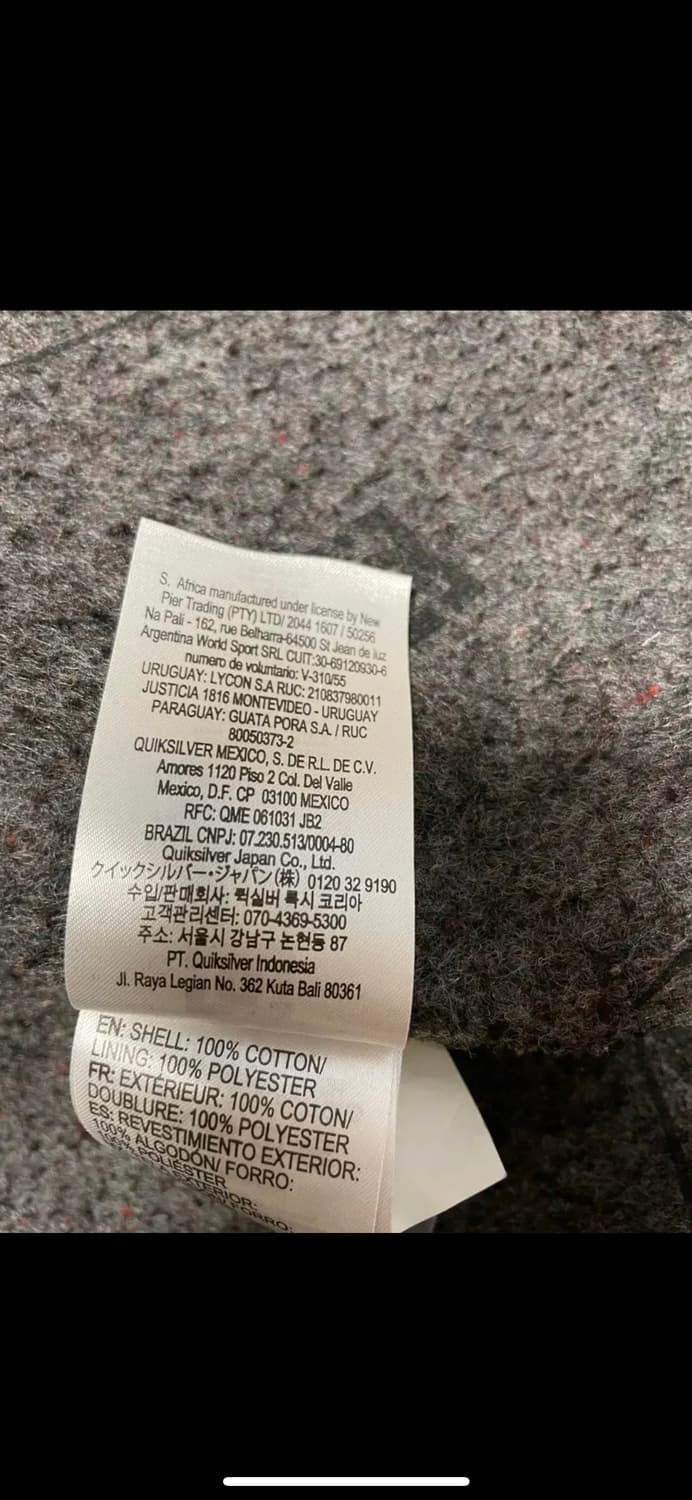 S. Africa manufactured under license by New
Pier Trading (PTY) LTD/ 2044 1607 / 50256
Na Pali - 162, rue Belharra-64500 St Jean de luz
Argentina World Sport SRL CUIT:30-69120930-6
numero de voluntario: V-310/55
URUGUAY: LYCON S.A RUC: 210837980011
JUSTICIA 1816 MONTEVIDEO - URUGUAY
PARAGUAY: GUATA PORA S.A. / RUC
80050373-2
QUIKSILVER MEXICO, S. DE R.L. DE C.V.
Amores 1120 Piso 2 Col. Del Valle
Mexico, D.F. CP 03100 MEXICO
RFC: QME 061031 JB2
BRAZIL CNPJ: 07.230.513/0004-80
Quiksilver Japan Co., Ltd.
クイックシルバー・ジャパン(株) 0120 32 9190
수입/판매회사: 퀵실버 록시 코리아
고객관리센터: 070-4369-5300
주소: 서울시 강남구 논현동 87
PT. Quiksilver Indonesia
Jl. Raya Legian No. 362 Kuta Bali 80361
EN: SHELL: 100% COTTON/
LINING: 100% POLYESTER
FR: EXTÉRIEUR: 100% COTON/
DOUBLURE: 100% POLYESTER
ES: REVESTIMIENTO EXTERIOR:
100% ALGODÓN/ FORRO:
100% POLIÉSTER
FORRO: